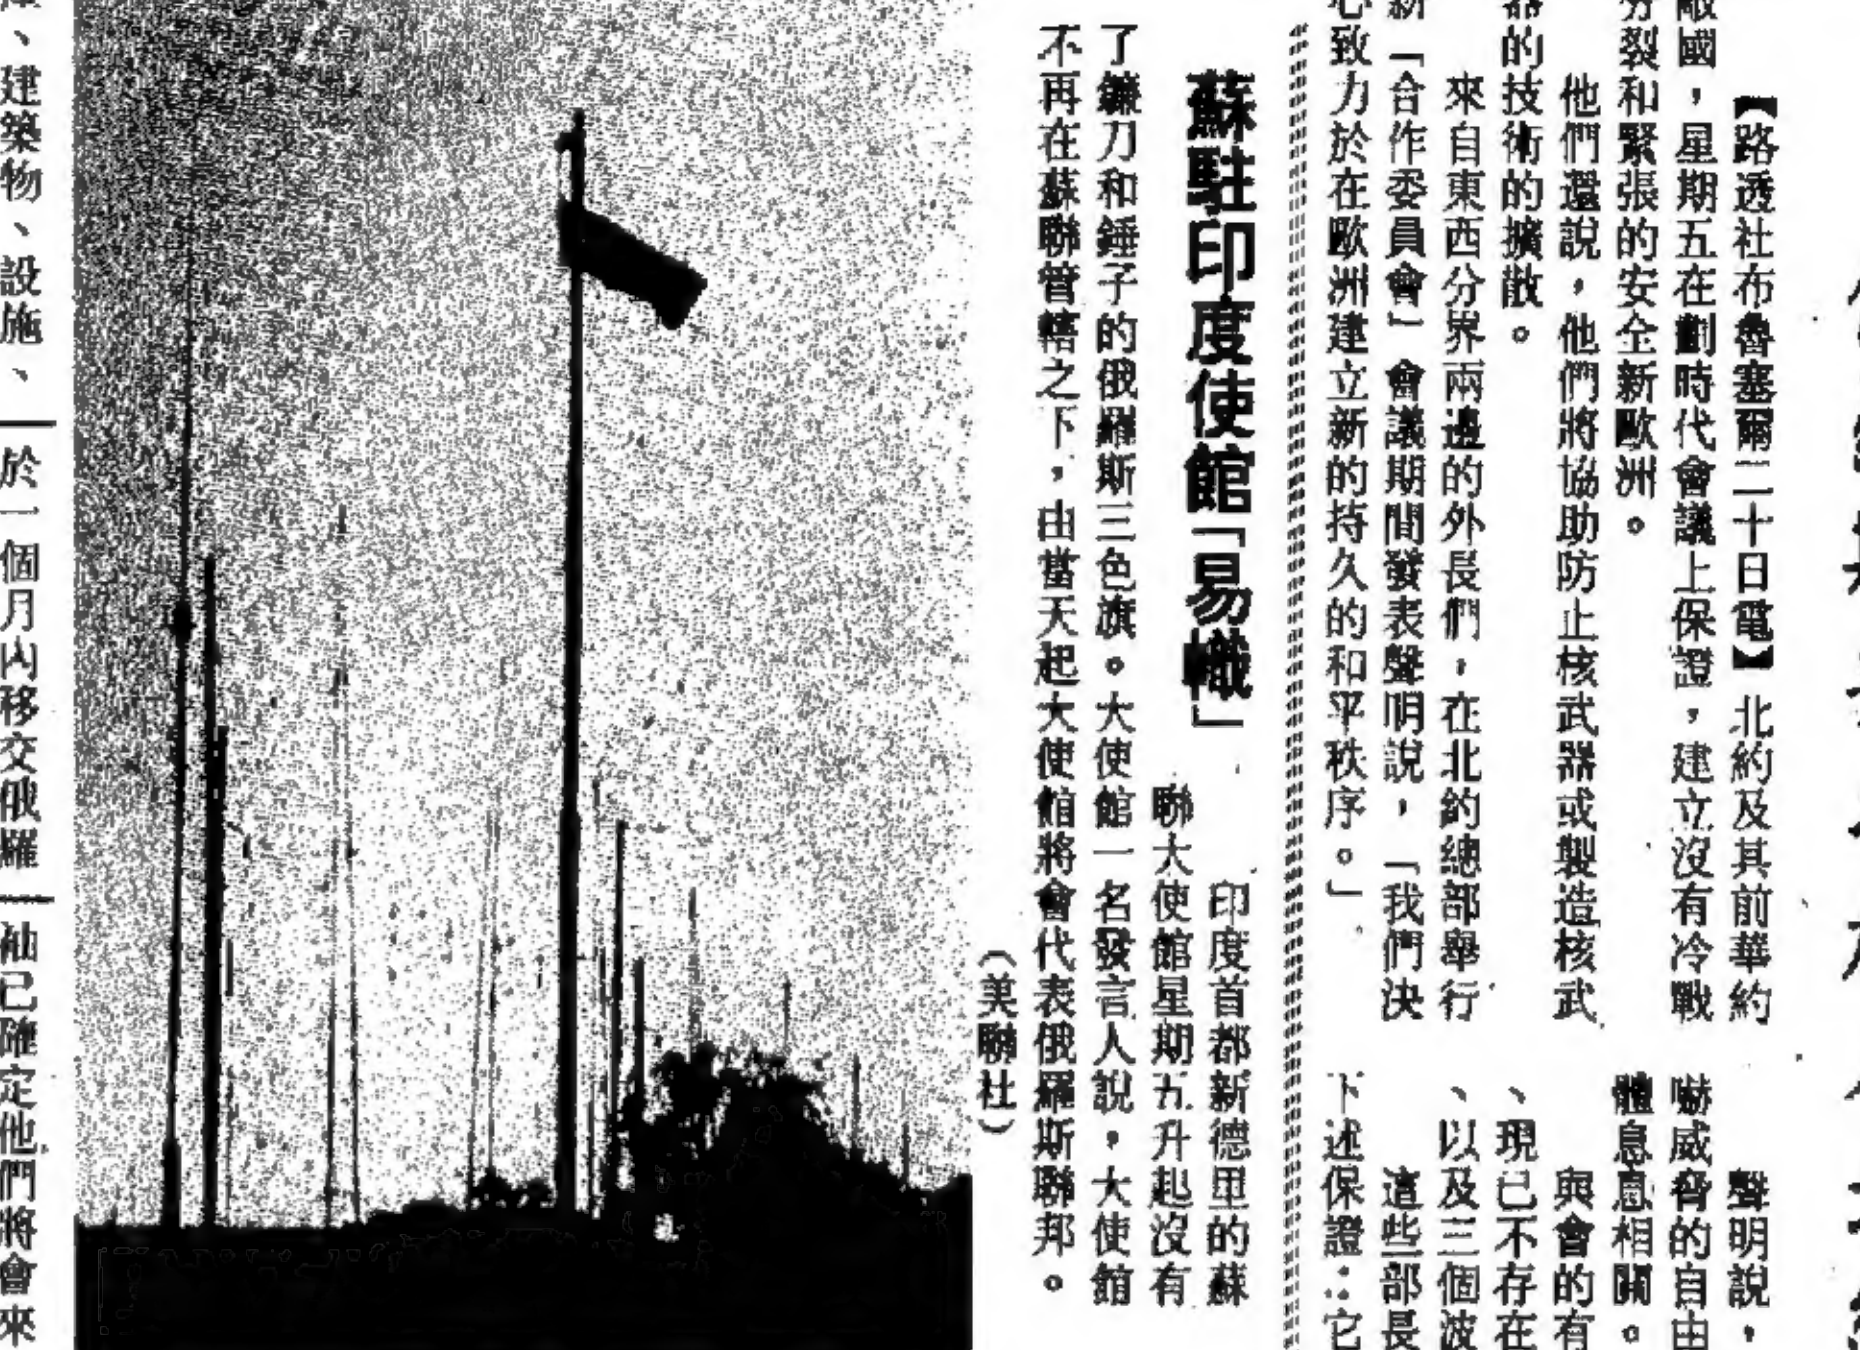 【路透社布魯塞爾二十日電】北約及其前華約
敵國，星期五在劃時代會議上保證，建立沒有冷戰
分裂和緊張的安全新歐洲。
他們還說，他們將協助防止核武器或製造核武
器的技術的擴散。
來自東西分界兩邊的外長們，在北約總部舉行
新「合作委員會」會議期間發表聲明說，「我們決
心致力於在歐洲建立新的持久的和平秩序。」
聲明說，
嚇威脅的自由
體息息相關。
與會的有
、現已不存在
、以及三個波
這些部長
下述保證：它
蘇駐印度使館「易幟」
印度首都新德里的蘇
聯大使館星期五升起沒有
了鐮刀和錘子的俄羅斯三色旗。大使館一名發言人說，大使館
不再在蘇聯管轄之下，由當天起大使館將會代表俄羅斯聯邦。
（美聯社）
、建築物、設施、
於一個月內移交俄羅
袖已確定他們將會來